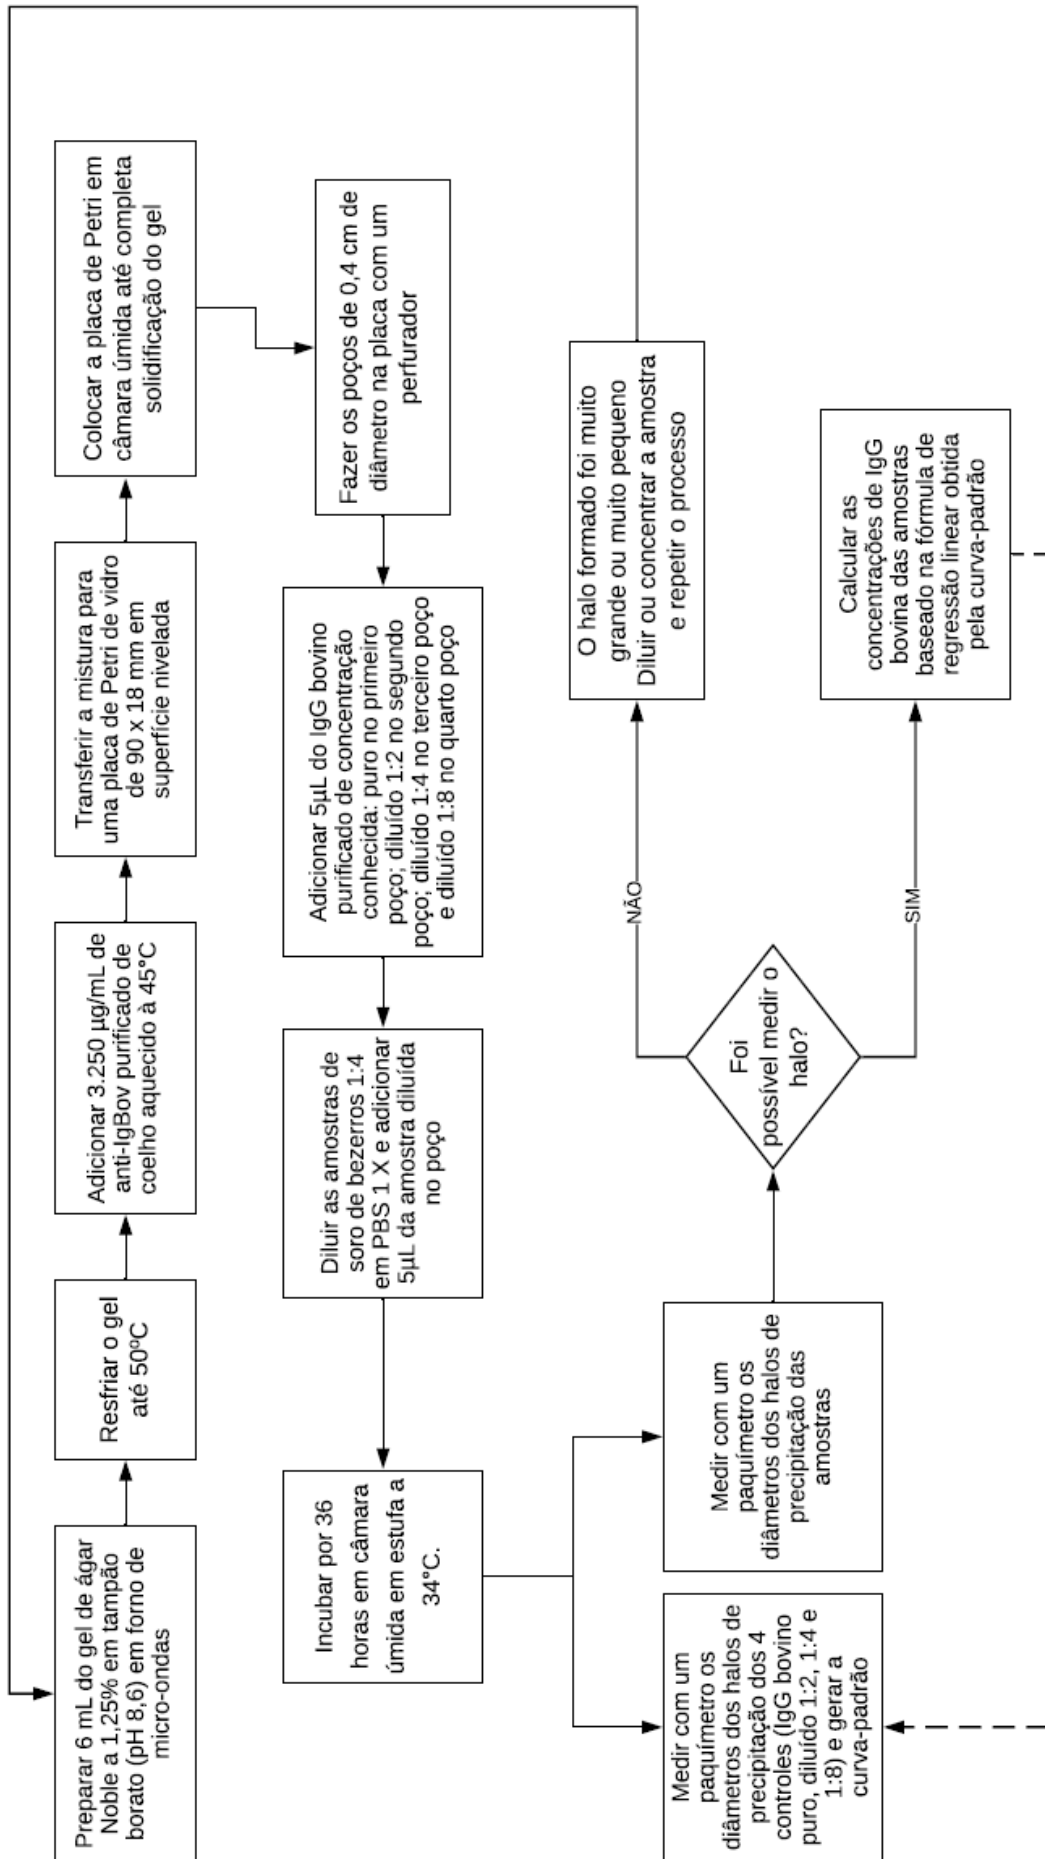 Preparar 6 mL do gel de ágar
Noble a 1,25% em tampão
borato (pH 8,6) em forno de
micro-ondas
Resfriar o gel
até 50ºC
Adicionar 3.250 µg/mL de
anti-IgBov purificado de
coelho aquecido à 45°C
Transferir a mistura para
uma placa de Petri de vidro
de 90 x 18 mm em
superfície nivelada
Colocar a placa de Petri em
câmara úmida até completa
solidificação do gel
Fazer os poços de 0,4 cm de
diâmetro na placa com um
perfurador
Adicionar 5µL do IgG bovino
purificado de concentração
conhecida: puro no primeiro
poço; diluído 1:2 no segundo
poço; diluído 1:4 no terceiro poço
e diluído 1:8 no quarto poço
Diluir as amostras de
soro de bezerros 1:4
em PBS 1 X e adicionar
5µL da amostra diluída
no poço
Incubar por 36
horas em câmara
úmida em estufa a
34°C.
Medir com um
paquímetro os
diâmetros dos halos de
precipitação dos 4
controles (IgG bovino
puro, diluído 1:2, 1:4 e
1:8) e gerar a
curva-padrão
Medir com um
paquímetro os
diâmetros dos halos de
precipitação das
amostras
Foi
possível medir o
halo?
NÃO
O halo formado foi muito
grande ou muito pequeno
Diluir ou concentrar a amostra
e repetir o processo
SIM
Calcular as
concentrações de IgG
bovina das amostras
baseado na fórmula de
regressão linear obtida
pela curva-padrão